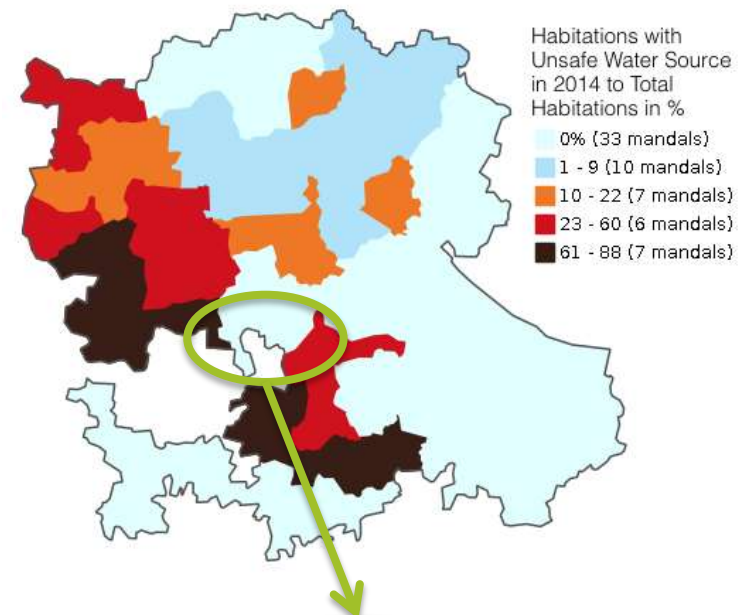 Habitations with
Unsafe Water Source
in 2014 to Total
Habitations in %
0% (33 mandals)
1 - 9 (10 mandals)
10 - 22 (7 mandals)
23 - 60 (6 mandals)
61 - 88 (7 mandals)